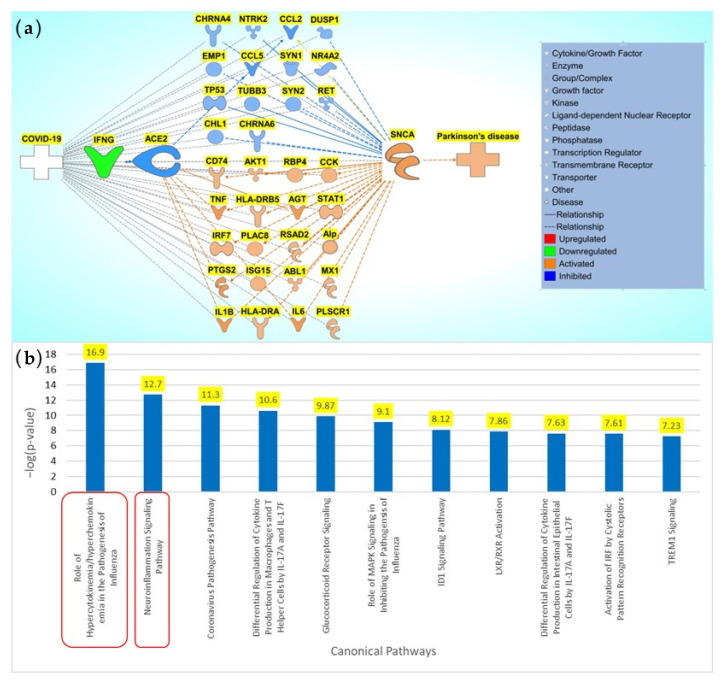 (a)
CHRNA4 NTRK2 CCL2 DUSP1
EMP1 CCL5 SYN1 NR4A2
TP53 TUBB3 SYN2 RET
CHL1 CHRNA6
COVID-19 IFNG ACE2 SNCA Parkinson's disease
CD74 AKT1 RBP4 CCK
TNF HLA-DRB5 AGT STAT1
IRF7 PLAC8 RSAD2 Alp
PTGS2 ISG15 ABL1 MX1
IL1B HLA-DRA IL6 PLSCR1
Cytokine/Growth Factor
Enzyme
Group/Complex
Growth factor
Kinase
Ligand-dependent Nuclear Receptor
Peptidase
Phosphatase
Transcription Regulator
Transmembrane Receptor
Transporter
Other
Disease
Relationship
Relationship
Upregulated
Downregulated
Activated
Inhibited
(b)
−log(p-value)
18
16
14
12
10
8
6
4
2
0
16.9
12.7
11.3
10.6
9.87
9.1
8.12
7.86
7.63
7.61
7.23
Role of
Hypercytokinemia/hyperchemokin
emia in the Pathogenesis of
Influenza
Neuroinflammation Signaling
Pathway
Coronavirus Pathogenesis Pathway
Differential Regulation of Cytokine
Production in Macrophages and T
Helper Cells by IL-17A and IL-17F
Glucocorticoid Receptor Signaling
Role of MAPK Signaling in
Inhibiting the Pathogensis of
Influenza
ID1 Signaling Pathway
LXR/RXR Activation
Differential Regulation of Cytokine
Production in Intestinal Epithelial
Cells by IL-17A and IL-17F
Activation of IRF by Cystolic
Pattern Recognition Receptors
TREM1 Signaling
Canonical Pathways